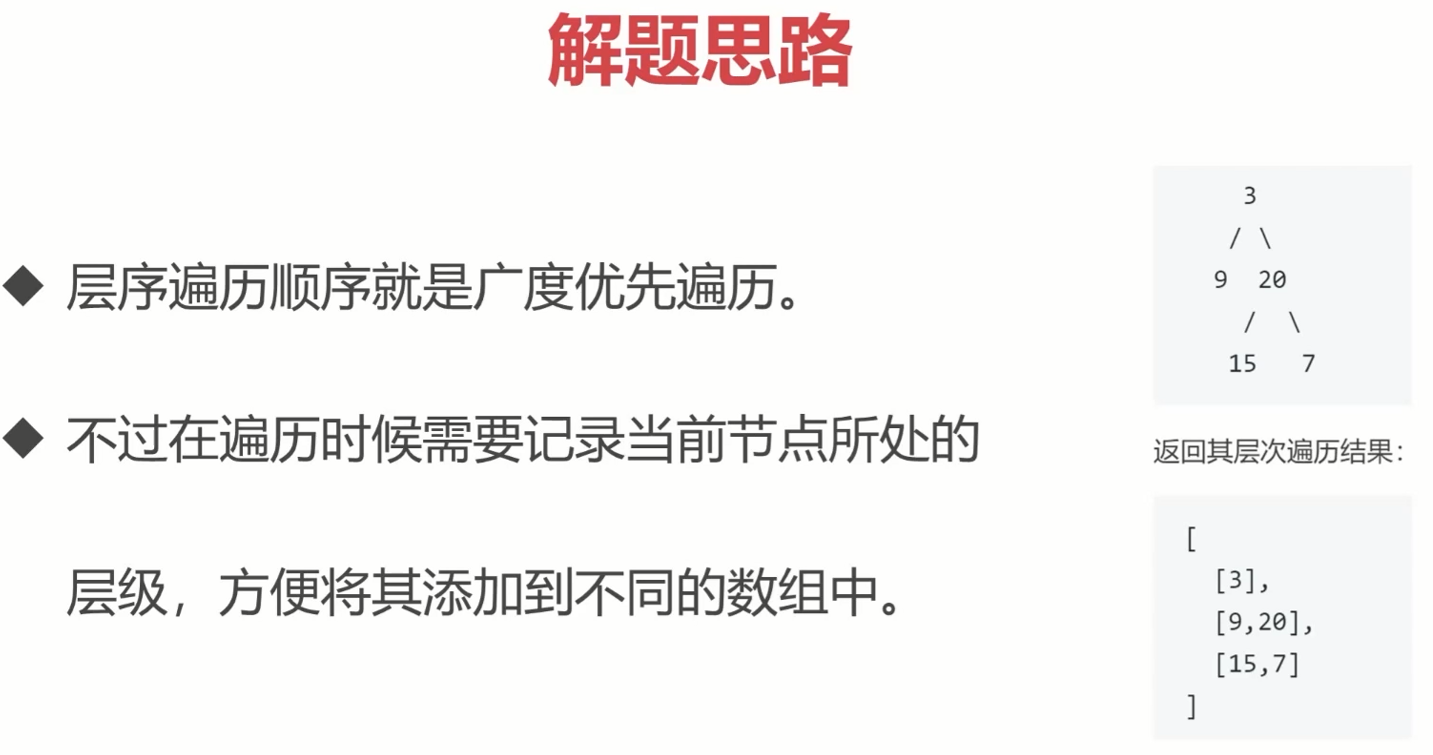 解题思路
◆ 层序遍历顺序就是广度优先遍历。
◆ 不过在遍历时候需要记录当前节点所处的
层级，方便将其添加到不同的数组中。
3
/ \
9 20
/ \
15 7
返回其层次遍历结果：
[
[3],
[9,20],
[15,7]
]